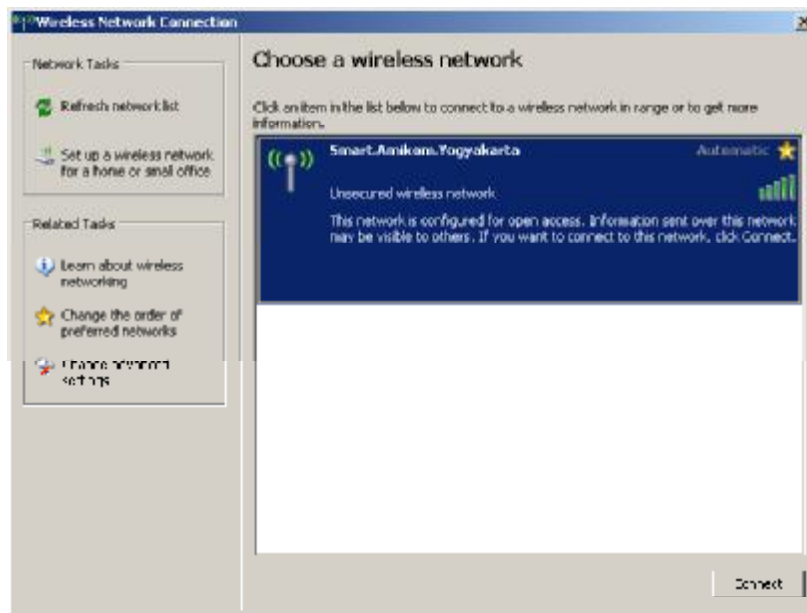 Wireless Network Connection
Network Tasks
Refresh network list
Set up a wireless network
for a home or small office
Related Tasks
Learn about wireless
networking
Change the order of
preferred networks
Change advanced
settings
Choose a wireless network
Click an item in the list below to connect to a wireless network in range or to get more
information.
Smart.Amikom.Yogyakarta
Automatic
Unsecured wireless network
This network is configured for open access. Information sent over this network
may be visible to others. If you want to connect to this network, click Connect.
Connect